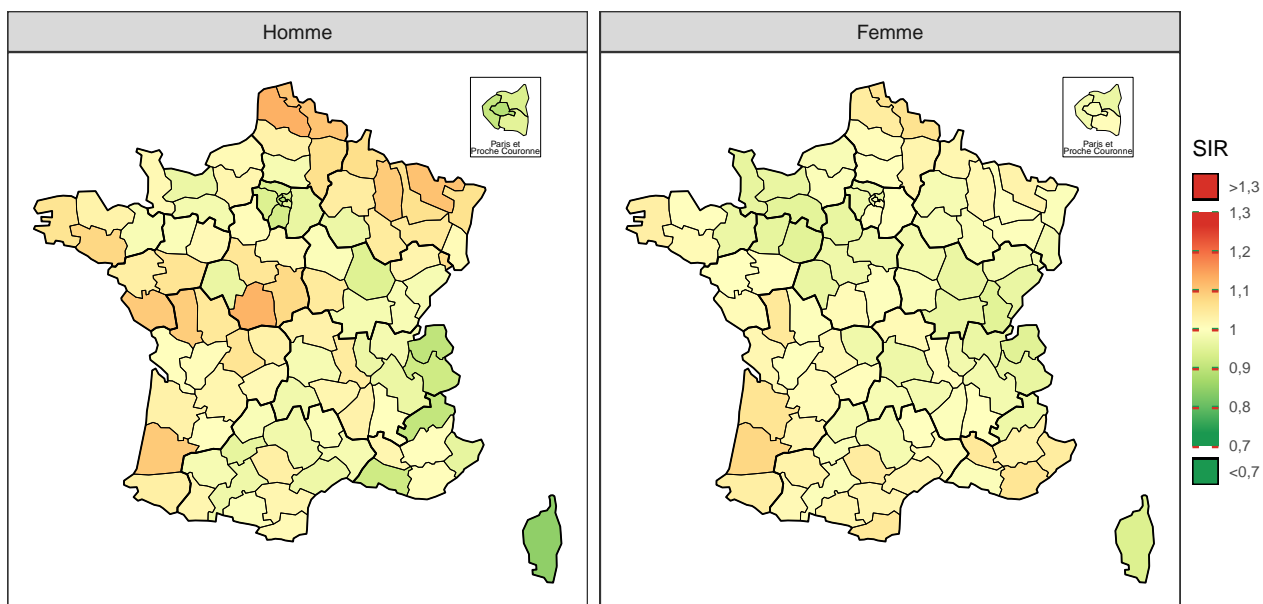 Homme
Femme
Paris et
Proche Couronne
Paris et
Proche Couronne
SIR
>1,3
1,3
1,2
1,1
1
0,9
0,8
0,7
<0,7